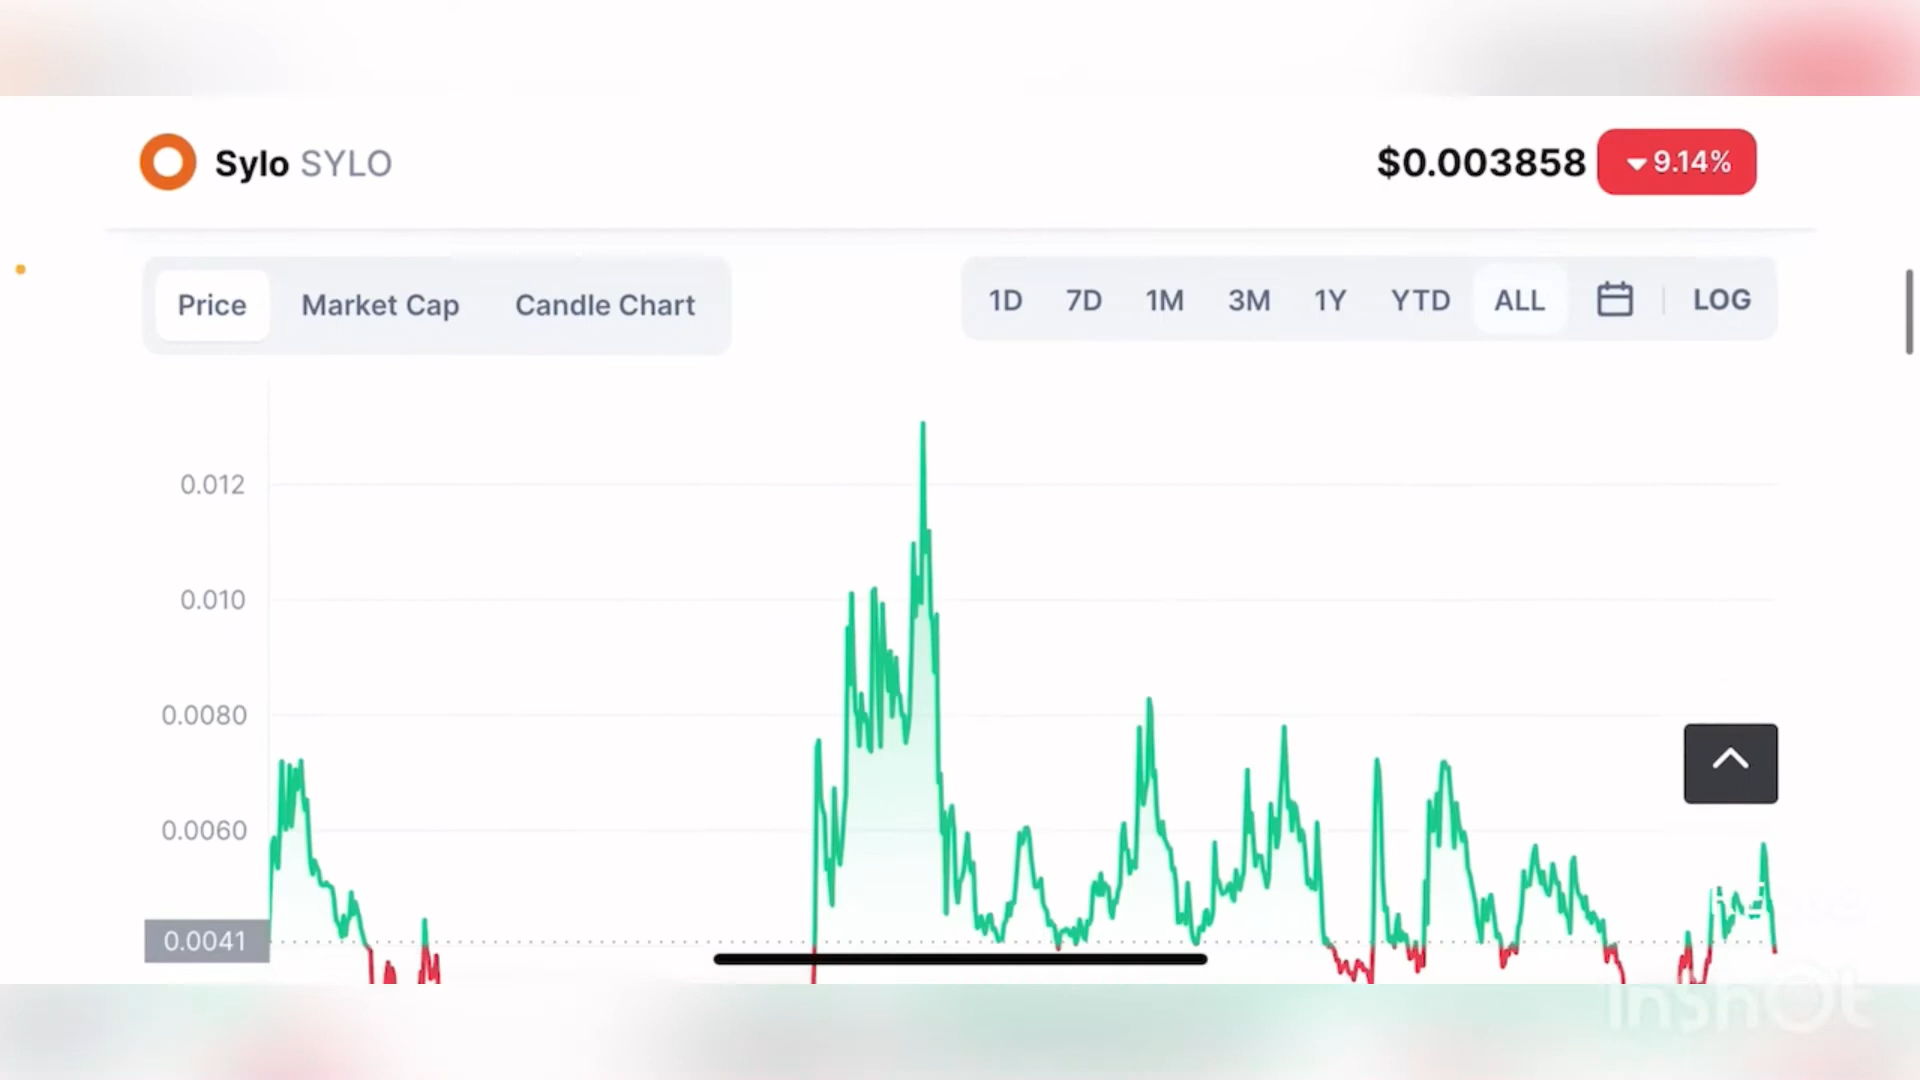 Sylo SYLO
$0.003858 9.14%
Price Market Cap Candle Chart
1D 7D 1M 3M 1Y YTD ALL LOG
0.012
0.010
0.0080
0.0060
0.0041
InShOt